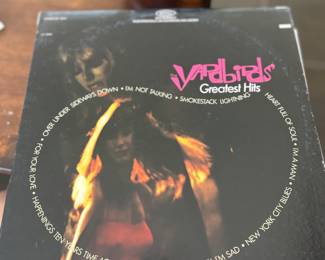 YARDBIRDS
Greatest Hits
• OVER UNDER SIDEWAYS DOWN • I'M NOT TALKING • SMOKESTACK LIGHTNING
HEART FULL OF SOUL • I'M A MAN • NEW YORK CITY BLUES •
I'M SAD
HAPPENINGS TEN YEARS TIME
• FOR YOUR LOVE •